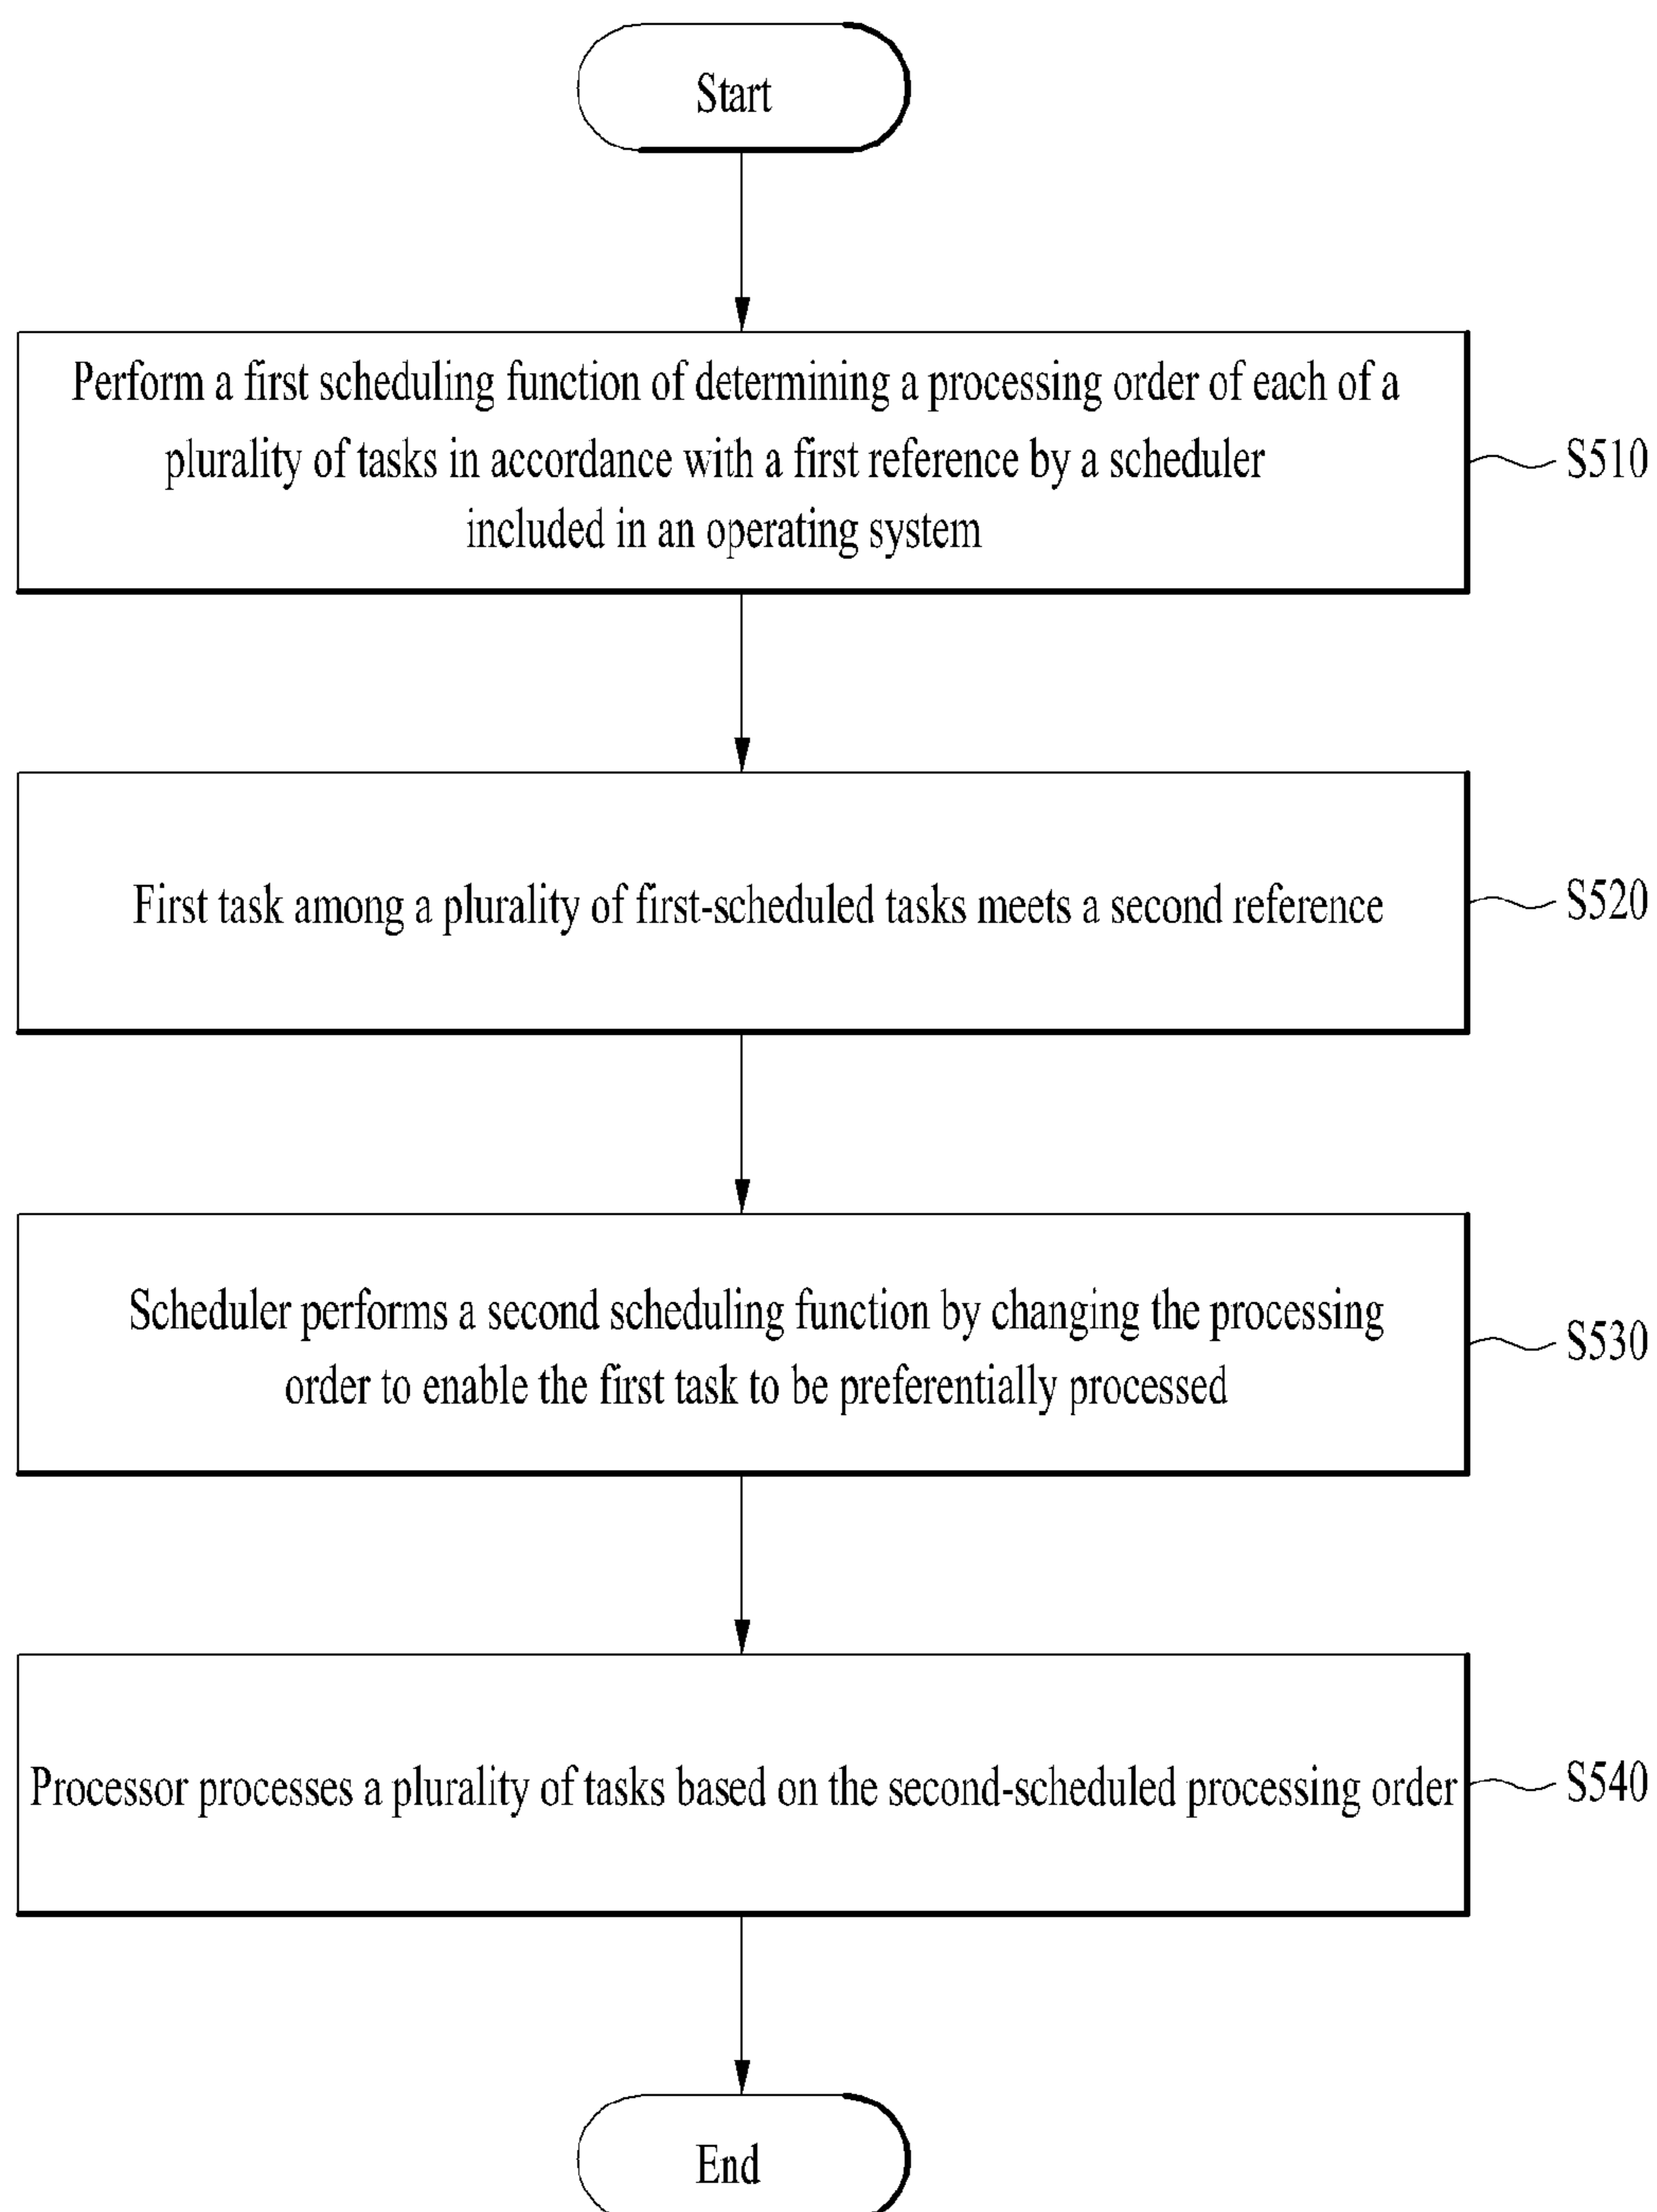 Start
Perform a first scheduling function of determining a processing order of each of a
plurality of tasks in accordance with a first reference by a scheduler
included in an operating system
S510
First task among a plurality of first-scheduled tasks meets a second reference
S520
Scheduler performs a second scheduling function by changing the processing
order to enable the first task to be preferentially processed
S530
Processor processes a plurality of tasks based on the second-scheduled processing order
S540
End